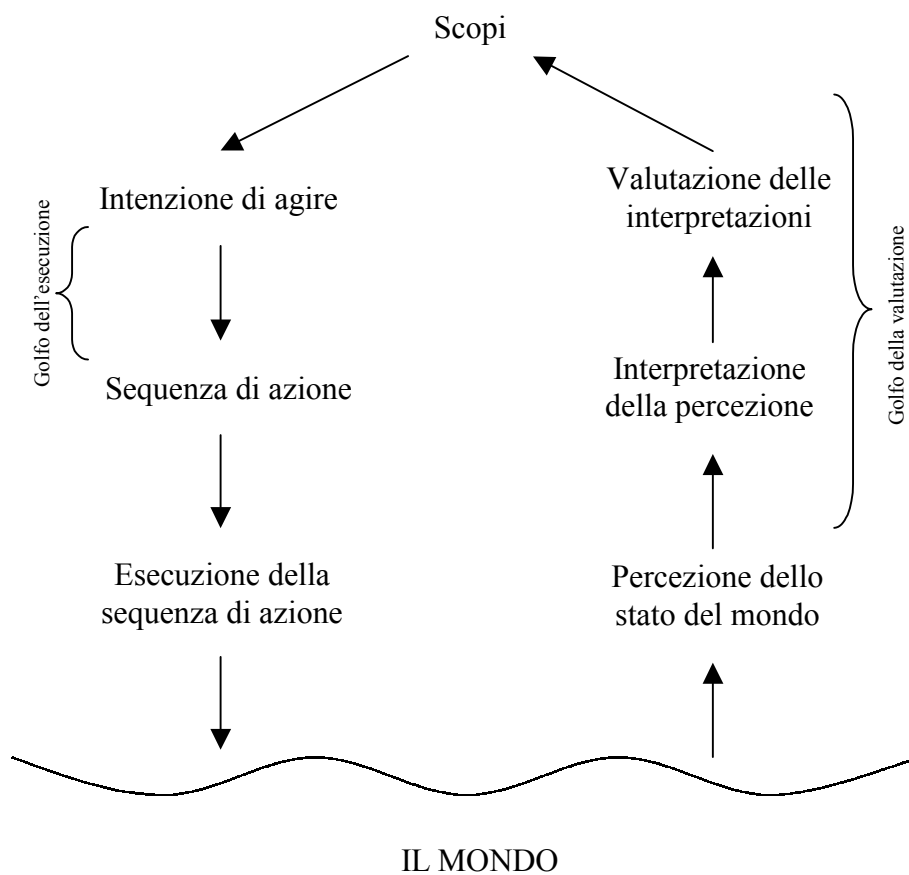 Scopi
Intenzione di agire
Golfo dell'esecuzione
Sequenza di azione
Esecuzione della
sequenza di azione
Valutazione delle
interpretazioni
Interpretazione
della percezione
Percezione dello
stato del mondo
Golfo della valutazione
IL MONDO